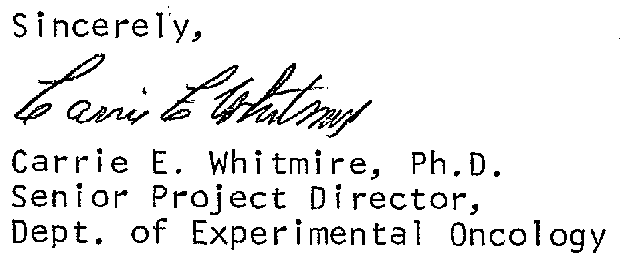 Sincerely,
Carrie E Whitmire
Carrie E. Whitmire, Ph.D.
Senior Project Director,
Dept. of Experimental Oncology